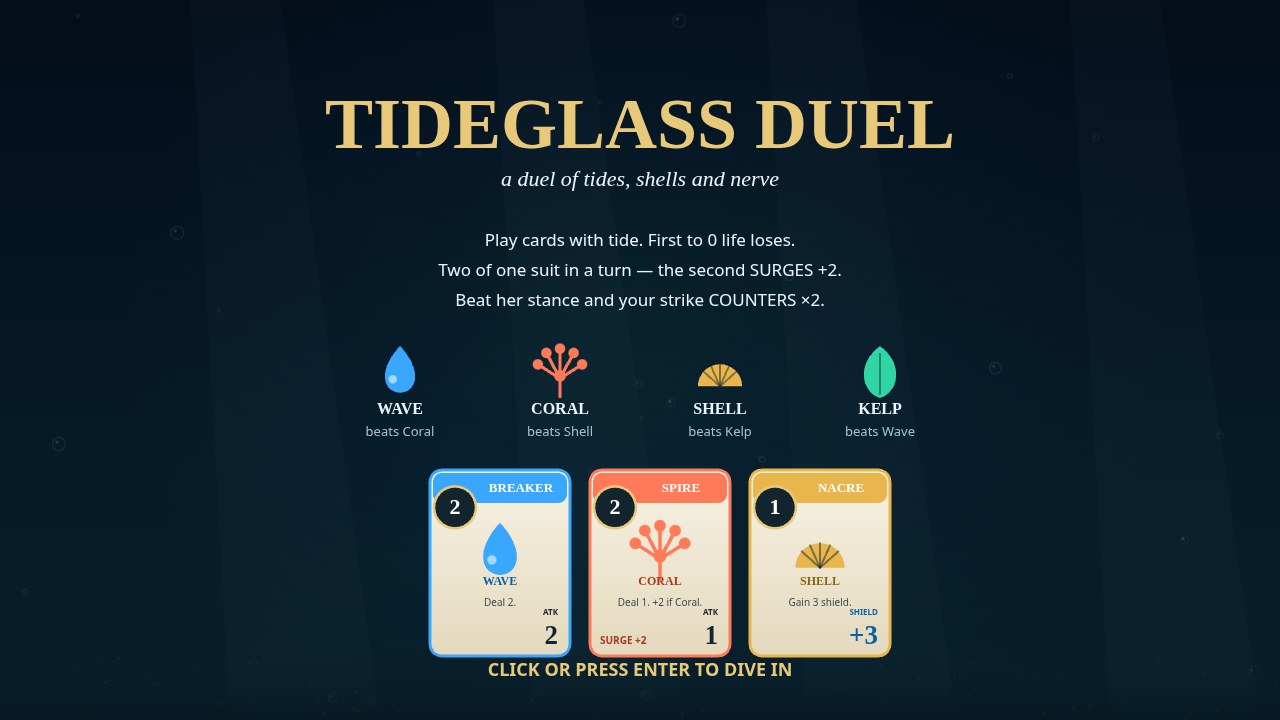 TIDEGLASS DUEL
a duel of tides, shells and nerve
Play cards with tide. First to 0 life loses.
Two of one suit in a turn — the second SURGES +2.
Beat her stance and your strike COUNTERS ×2.
WAVE
beats Coral
CORAL
beats Shell
SHELL
beats Kelp
KELP
beats Wave
BREAKER
2
WAVE
Deal 2.
ATK
2
SPIRE
2
CORAL
Deal 1. +2 if Coral.
ATK
SURGE +2
1
NACRE
1
SHELL
Gain 3 shield.
SHIELD
+3
CLICK OR PRESS ENTER TO DIVE IN